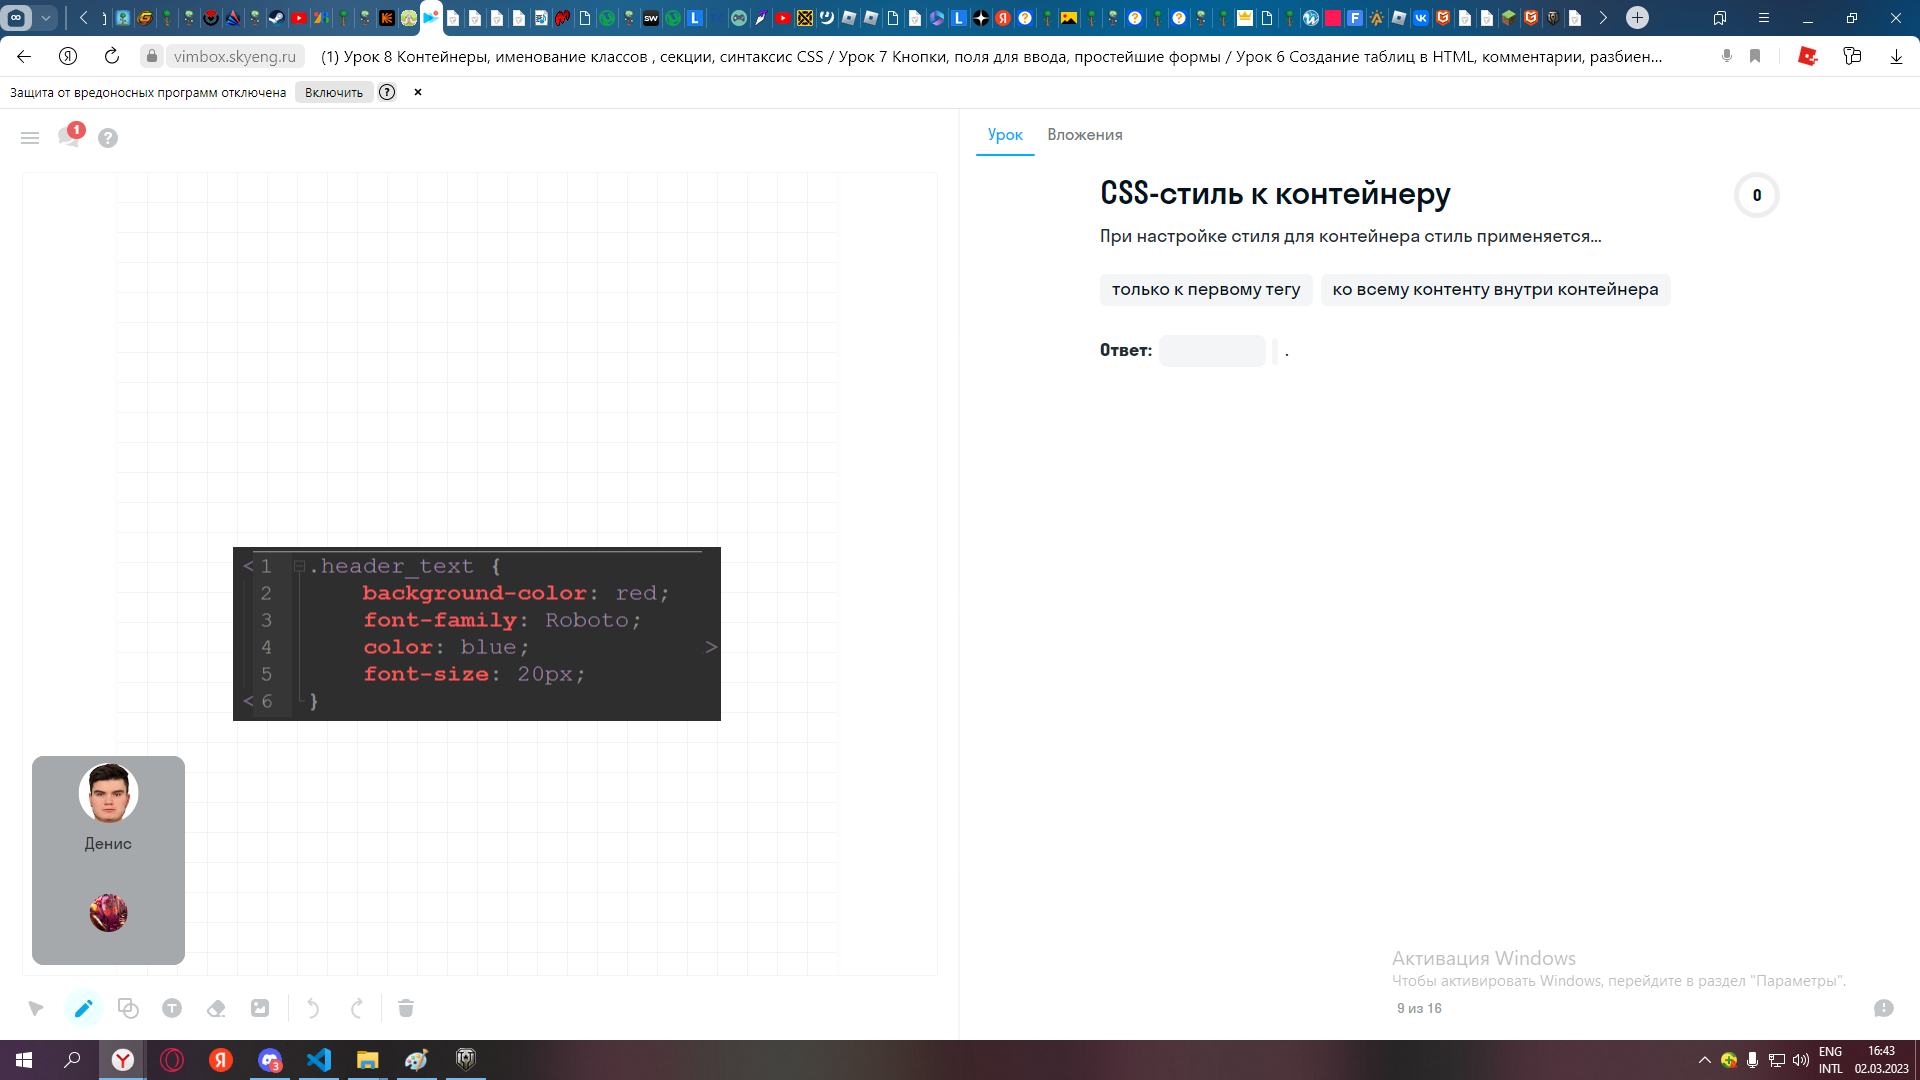 vimbox.skyeng.ru
(1) Урок 8 Контейнеры, именование классов , секции, синтаксис CSS / Урок 7 Кнопки, поля для ввода, простейшие формы / Урок 6 Создание таблиц в HTML, комментарии, разбиен...
Защита от вредоносных программ отключена Включить ?
1 ?
Урок Вложения
CSS-стиль к контейнеру 0
При настройке стиля для контейнера стиль применяется...
только к первому тегу ко всему контенту внутри контейнера
Ответ: .
1 .header_text {
2 background-color: red;
3 font-family: Roboto;
4 color: blue;
5 font-size: 20px;
6 }
Денис
Активация Windows
Чтобы активировать Windows, перейдите в раздел "Параметры".
9 из 16
ENG 16:43
INTL 02.03.2023